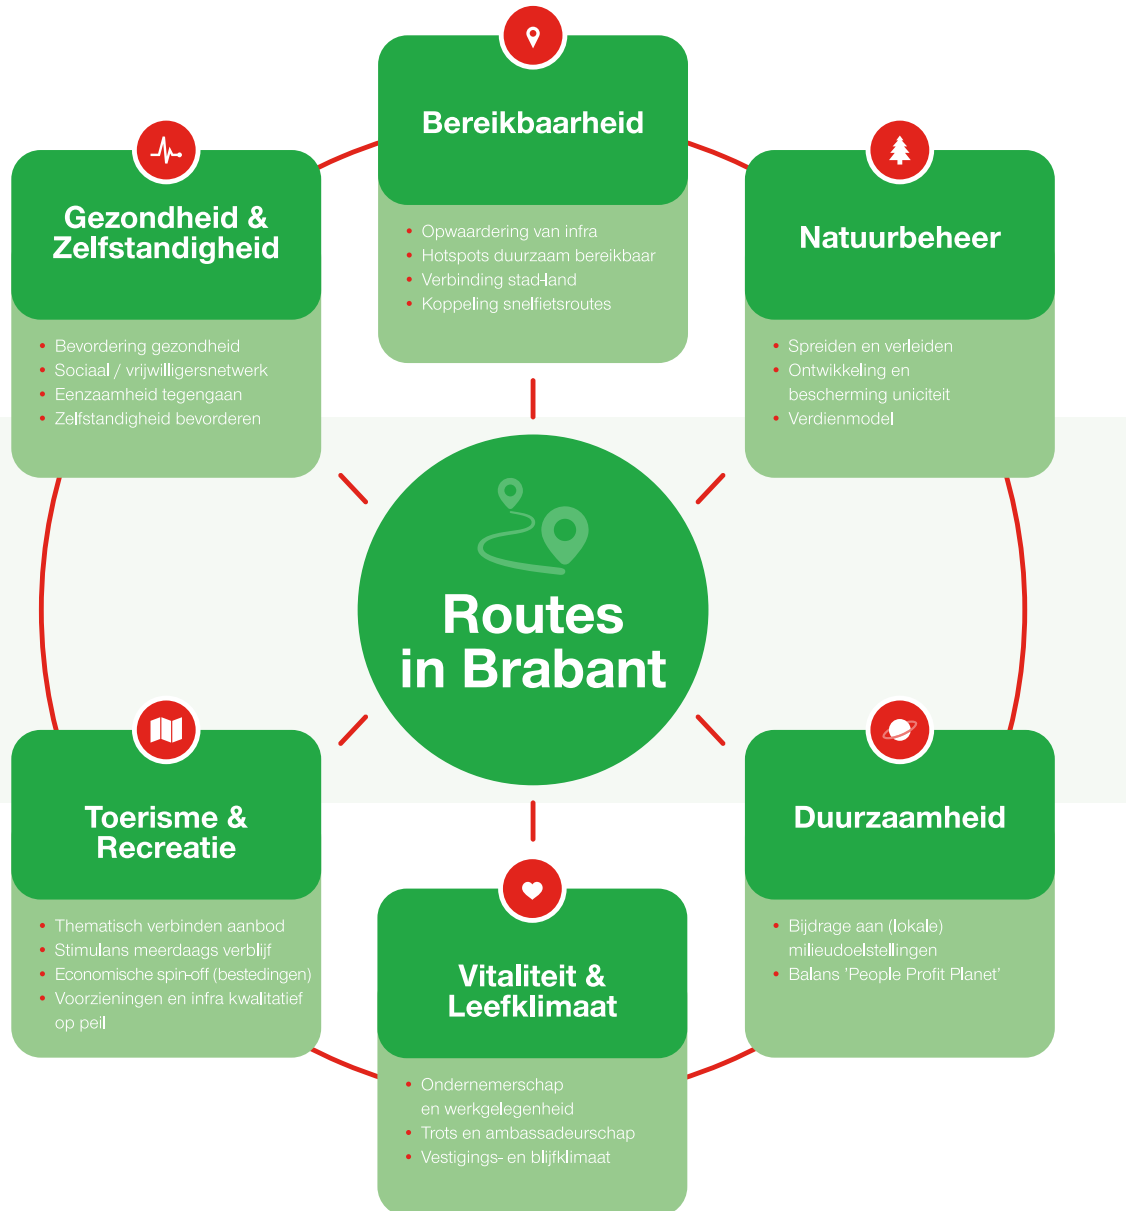 Bereikbaarheid
• Opwaardering van infra
• Hotspots duurzaam bereikbaar
• Verbinding stad-land
• Koppeling snelfietsroutes
Gezondheid &
Zelfstandigheid
• Bevordering gezondheid
• Sociaal / vrijwilligersnetwerk
• Eenzaamheid tegengaan
• Zelfstandigheid bevorderen
Natuurbeheer
• Spreiden en verleiden
• Ontwikkeling en
bescherming uniciteit
• Verdienmodel
Routes
in Brabant
Toerisme &
Recreatie
• Thematisch verbinden aanbod
• Stimulans meerdaags verblijf
• Economische spin-off (bestedingen)
• Voorzieningen en infra kwalitatief
op peil
Vitaliteit &
Leefklimaat
• Ondernemerschap
en werkgelegenheid
• Trots en ambassadeurschap
• Vestigings- en blijfklimaat
Duurzaamheid
• Bijdrage aan (lokale)
milieudoelstellingen
• Balans 'People Profit Planet'